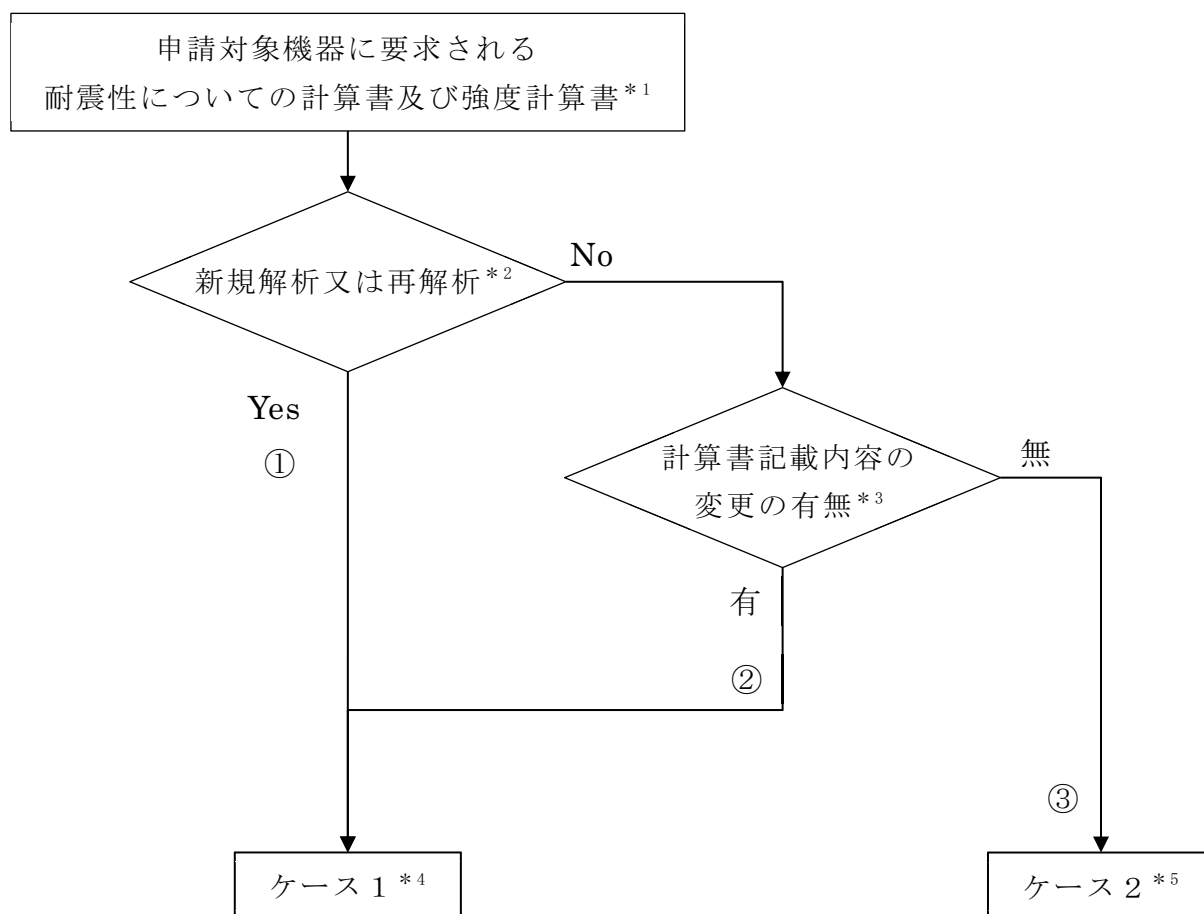 申請対象機器に要求される
耐震性についての計算書及び強度計算書*1
新規解析又は再解析*2
No
Yes
①
計算書記載内容の
変更の有無*3
無
有
②
③
ケース1*4
ケース2*5